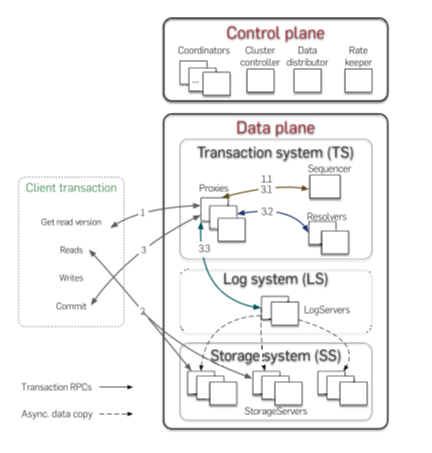 Control plane
Coordinators
Cluster controller
Data distributor
Rate keeper
...
Data plane
Transaction system (TS)
Proxies
1.1
3.1
Sequencer
3.2
Resolvers
3.3
Client transaction
Get read version
Reads
Writes
Commit
1
3
2
Log system (LS)
LogServers
Storage system (SS)
StorageServers
Transaction RPCs
Async. data copy